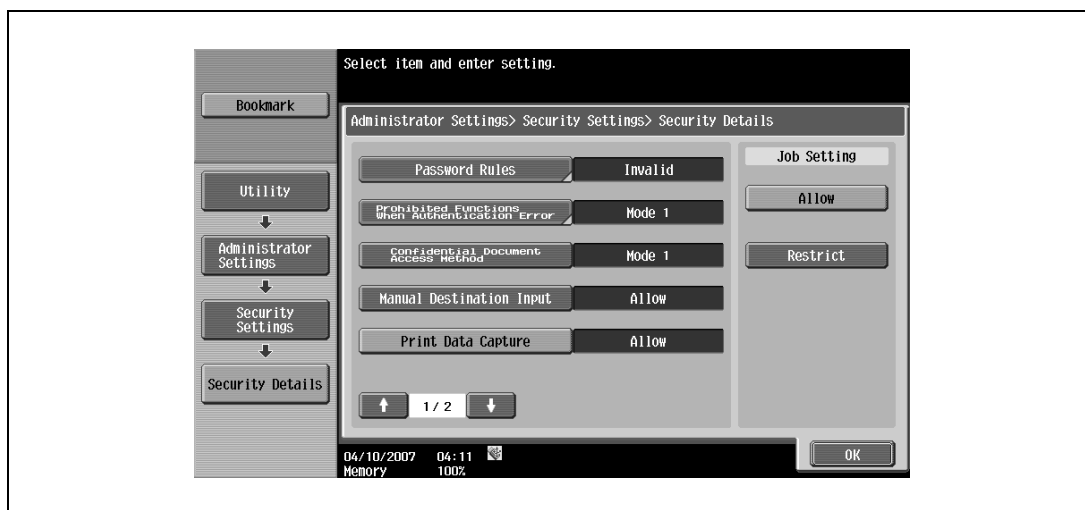 Select item and enter setting.
Bookmark
Administrator Settings> Security Settings> Security Details
Utility
Administrator
Settings
Security
Settings
Security Details
Password Rules
Invalid
Prohibited Functions
When Authentication Error
Mode 1
Confidential Document
Access Method
Mode 1
Manual Destination Input
Allow
Print Data Capture
Allow
1/ 2
Job Setting
Allow
Restrict
04/10/2007 04:11
Memory 100%
OK